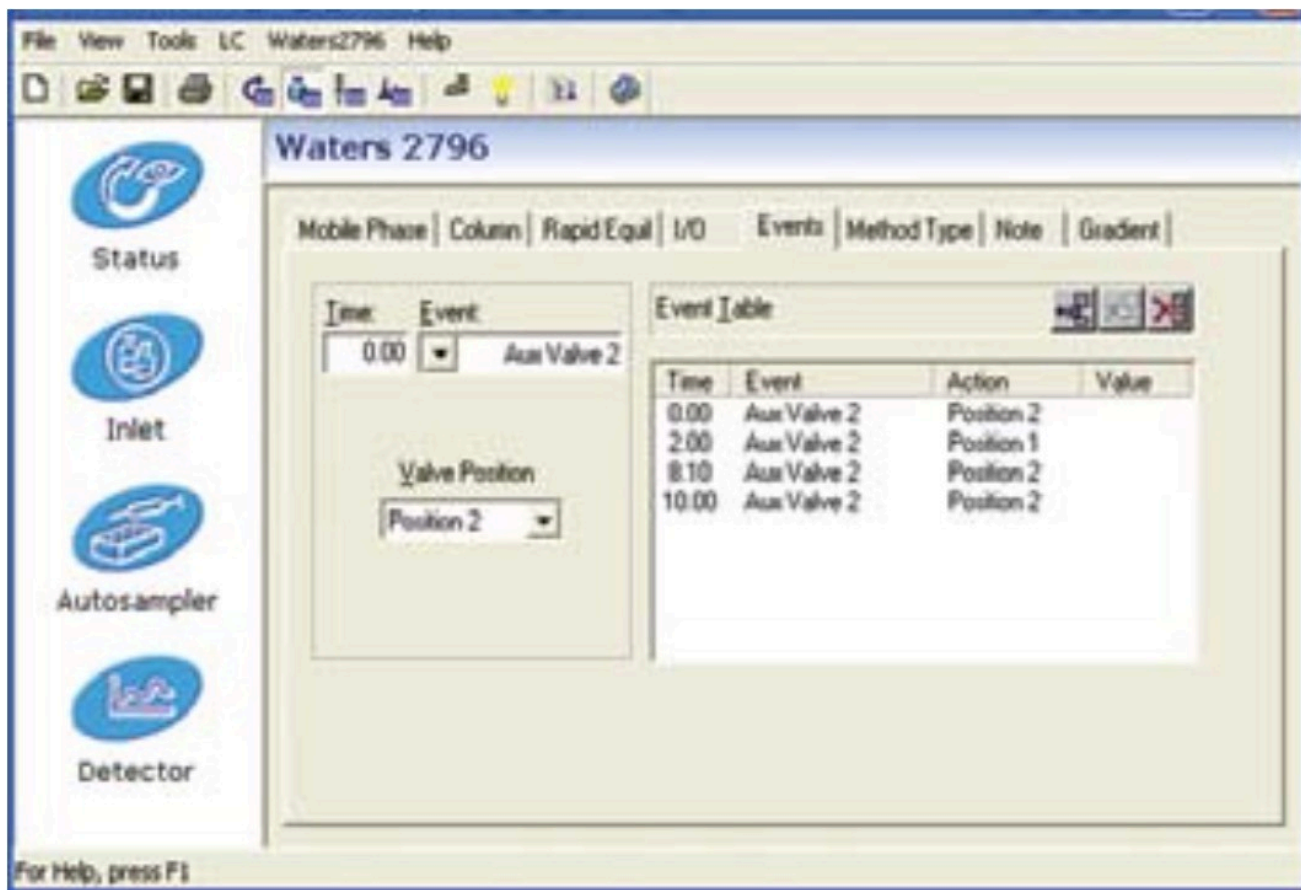 File View Tools LC Waters2796 Help
Waters 2796
Status
Inlet
Autosampler
Detector
Mobile Phase Column Rapid Equil I/O Events Method Type Note Gradient
Time: Event:
0.00 Aux Valve 2
Valve Position
Position 2
Event Table
Time Event Action Value
0.00 Aux Valve 2 Position 2
2.00 Aux Valve 2 Position 1
8.10 Aux Valve 2 Position 2
10.00 Aux Valve 2 Position 2
For Help, press F1